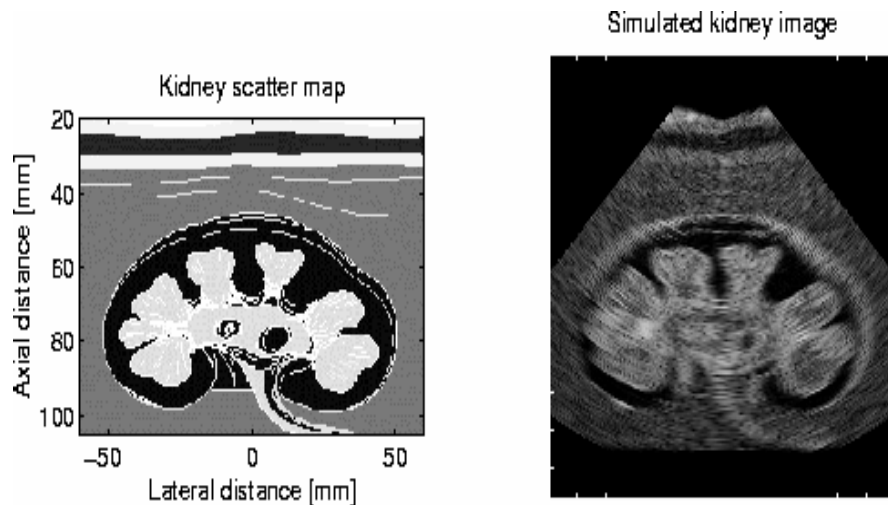 Simulated kidney image
Kidney scatter map
20
40
60
80
100
Axial distance [mm]
−50
0
50
Lateral distance [mm]